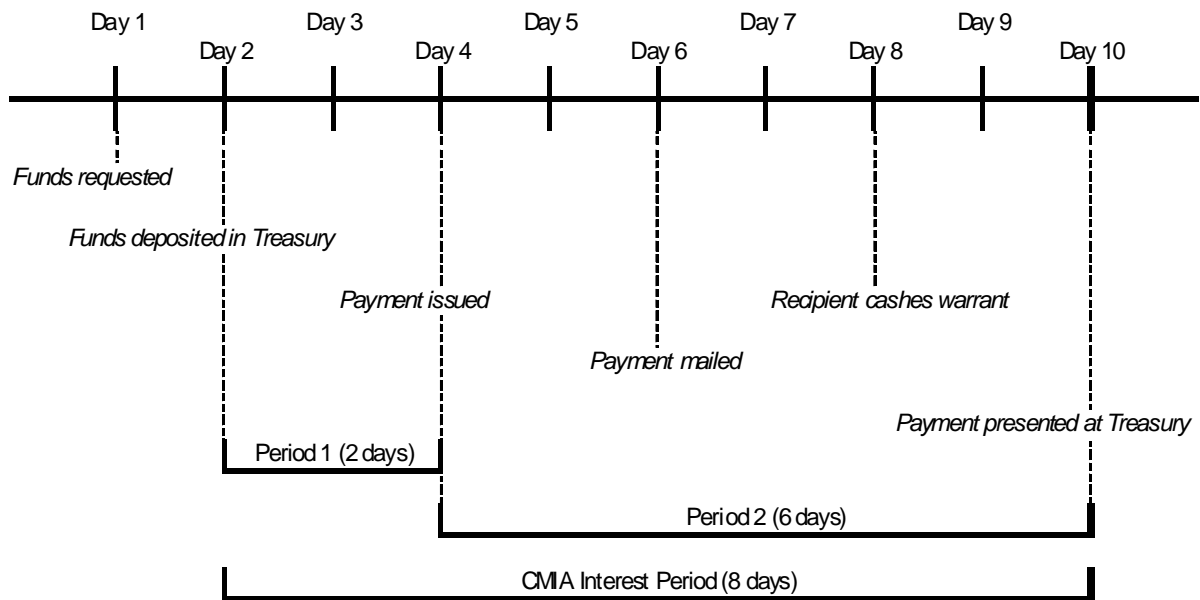 Day 1
Day 2
Day 3
Day 4
Day 5
Day 6
Day 7
Day 8
Day 9
Day 10
Funds requested
Funds deposited in Treasury
Payment issued
Recipient cashes warrant
Payment mailed
Payment presented at Treasury
Period 1 (2 days)
Period 2 (6 days)
CMIA Interest Period (8 days)